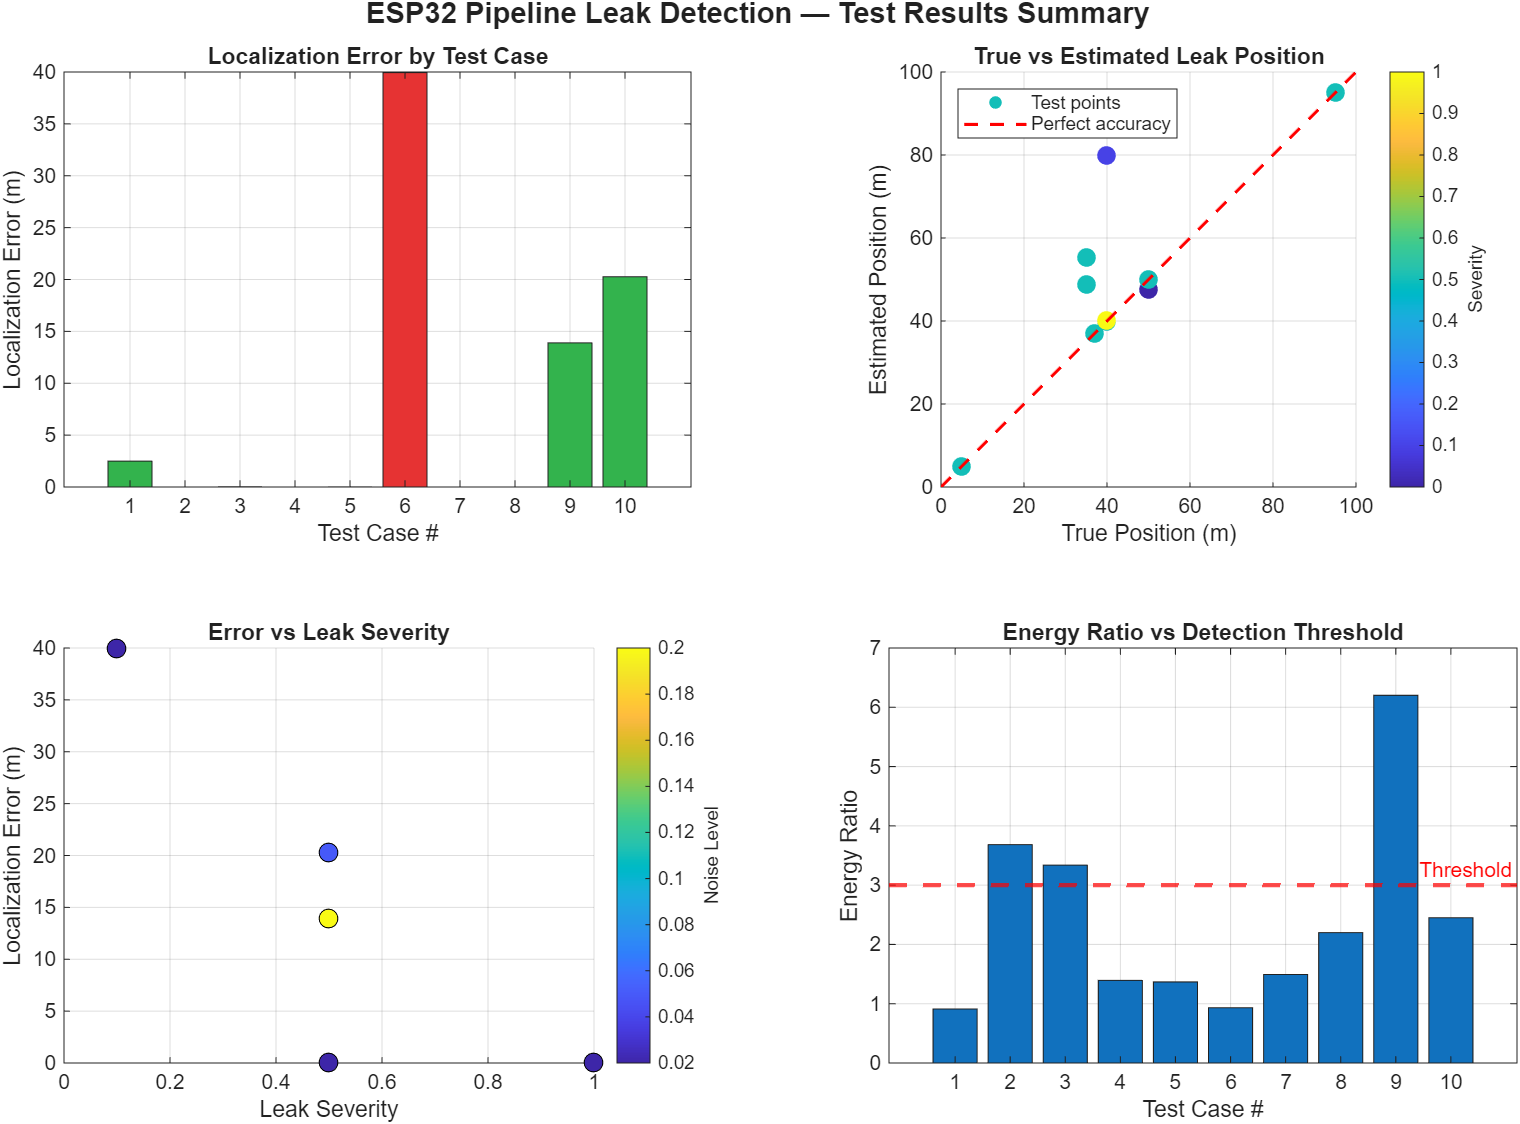 ESP32 Pipeline Leak Detection — Test Results Summary
Localization Error by Test Case
40
35
30
25
20
15
10
5
0
Localization Error (m)
1 2 3 4 5 6 7 8 9 10
Test Case #
True vs Estimated Leak Position
Test points
Perfect accuracy
100
80
60
40
20
0
Estimated Position (m)
0 20 40 60 80 100
True Position (m)
1
0.9
0.8
0.7
0.6
0.5
0.4
0.3
0.2
0.1
0
Severity
Error vs Leak Severity
40
35
30
25
20
15
10
5
0
Localization Error (m)
0 0.2 0.4 0.6 0.8 1
Leak Severity
0.2
0.18
0.16
0.14
0.12
0.1
0.08
0.06
0.04
0.02
Noise Level
Energy Ratio vs Detection Threshold
7
6
5
4
3
2
1
0
Energy Ratio
Threshold
1 2 3 4 5 6 7 8 9 10
Test Case #